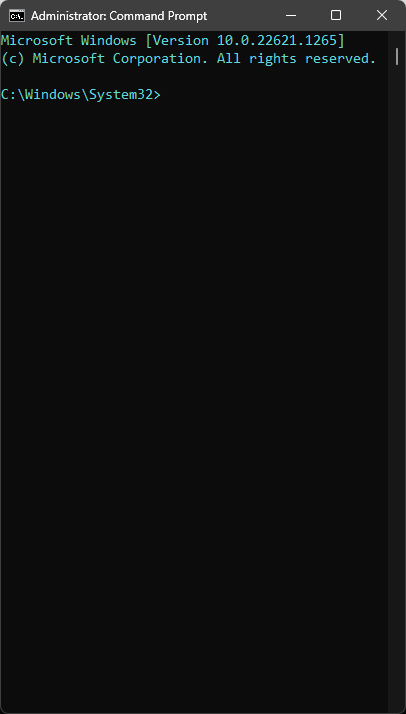 Administrator: Command Prompt
Microsoft Windows [Version 10.0.22621.1265]
(c) Microsoft Corporation. All rights reserved.
C:\Windows\System32>